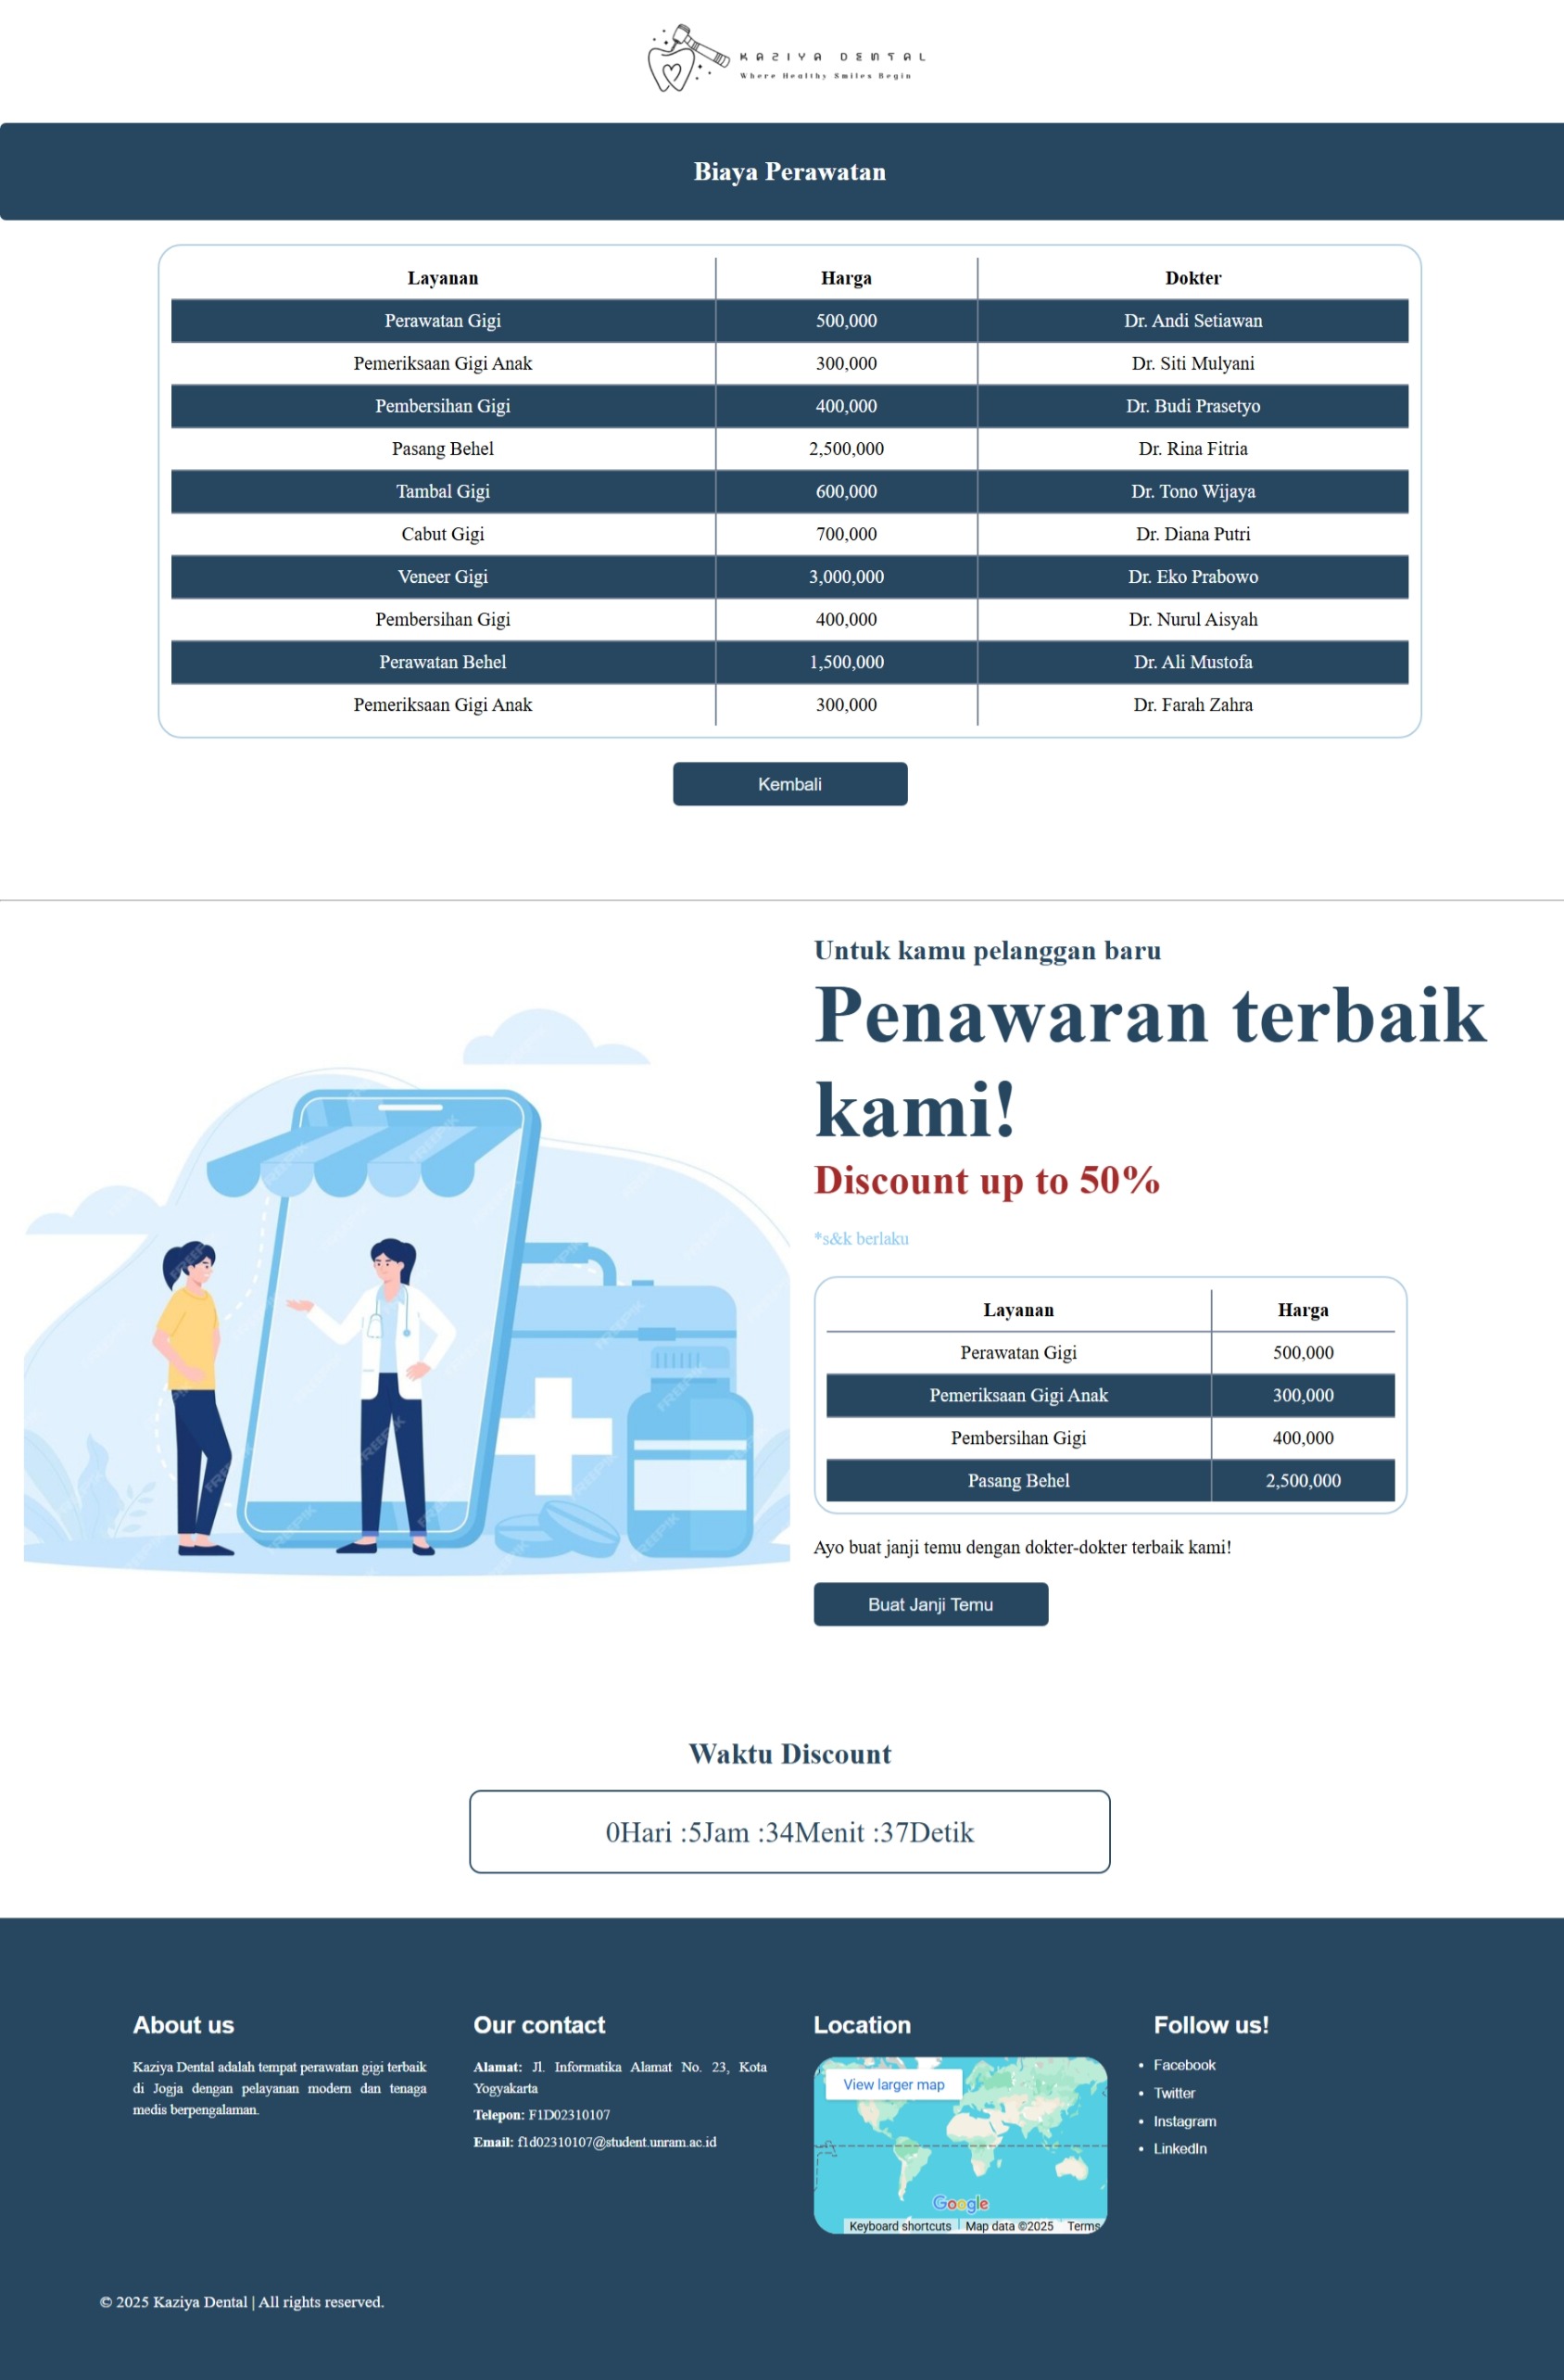 KAZIYA DENTAL
Where Healthy Smiles Begin
Biaya Perawatan
Layanan Harga Dokter
Perawatan Gigi 500,000 Dr. Andi Setiawan
Pemeriksaan Gigi Anak 300,000 Dr. Siti Mulyani
Pembersihan Gigi 400,000 Dr. Budi Prasetyo
Pasang Behel 2,500,000 Dr. Rina Fitria
Tambal Gigi 600,000 Dr. Tono Wijaya
Cabut Gigi 700,000 Dr. Diana Putri
Veneer Gigi 3,000,000 Dr. Eko Prabowo
Pembersihan Gigi 400,000 Dr. Nurul Aisyah
Perawatan Behel 1,500,000 Dr. Ali Mustofa
Pemeriksaan Gigi Anak 300,000 Dr. Farah Zahra
Kembali
Untuk kamu pelanggan baru
Penawaran terbaik
kami!
Discount up to 50%
*s&k berlaku
Layanan Harga
Perawatan Gigi 500,000
Pemeriksaan Gigi Anak 300,000
Pembersihan Gigi 400,000
Pasang Behel 2,500,000
Ayo buat janji temu dengan dokter-dokter terbaik kami!
Buat Janji Temu
FREEPIK
Waktu Discount
0Hari :5Jam :34Menit :37Detik
About us
Kaziya Dental adalah tempat perawatan gigi terbaik
di Jogja dengan pelayanan modern dan tenaga
medis berpengalaman.
Our contact
Alamat: Jl. Informatika Alamat No. 23, Kota
Yogyakarta
Telepon: F1D02310107
Email: f1d02310107@student.unram.ac.id
Location
View larger map
Google
Keyboard shortcuts Map data ©2025 Terms
Follow us!
• Facebook
• Twitter
• Instagram
• LinkedIn
© 2025 Kaziya Dental | All rights reserved.